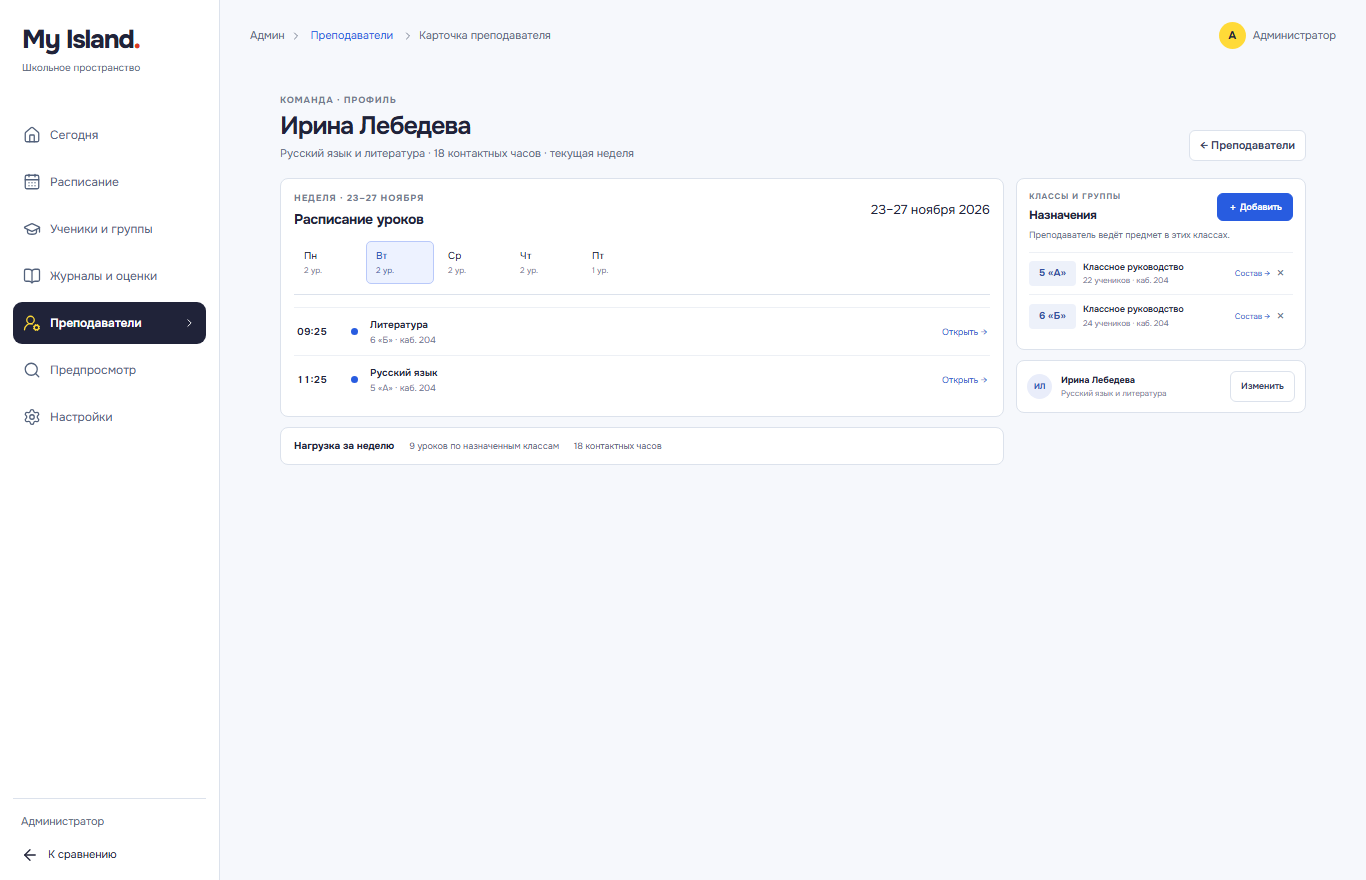 My Island.
Школьное пространство
Сегодня
Расписание
Ученики и группы
Журналы и оценки
Преподаватели
Предпросмотр
Настройки
Администратор
К сравнению
Админ > Преподаватели > Карточка преподавателя
А Администратор
КОМАНДА · ПРОФИЛЬ
Ирина Лебедева
Русский язык и литература · 18 контактных часов · текущая неделя
← Преподаватели
НЕДЕЛЯ · 23–27 НОЯБРЯ
Расписание уроков
23–27 ноября 2026
Пн
2 ур.
Вт
2 ур.
Ср
2 ур.
Чт
2 ур.
Пт
1 ур.
09:25
Литература
6 «Б» · каб. 204
Открыть →
11:25
Русский язык
5 «А» · каб. 204
Открыть →
Нагрузка за неделю 9 уроков по назначенным классам 18 контактных часов
КЛАССЫ И ГРУППЫ
Назначения
+ Добавить
Преподаватель ведёт предмет в этих классах.
5 «А»
Классное руководство
22 учеников · каб. 204
Состав → ×
6 «Б»
Классное руководство
24 учеников · каб. 204
Состав → ×
ИЛ
Ирина Лебедева
Русский язык и литература
Изменить